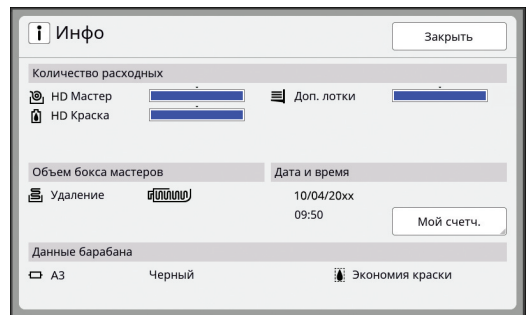 i Инфо
Закрыть
Количество расходных
HD Мастер
Доп. лотки
HD Краска
Объем бокса мастеров
Дата и время
Удаление
10/04/20xx
09:50
Мой счетч.
Данные барабана
A3 Черный Экономия краски